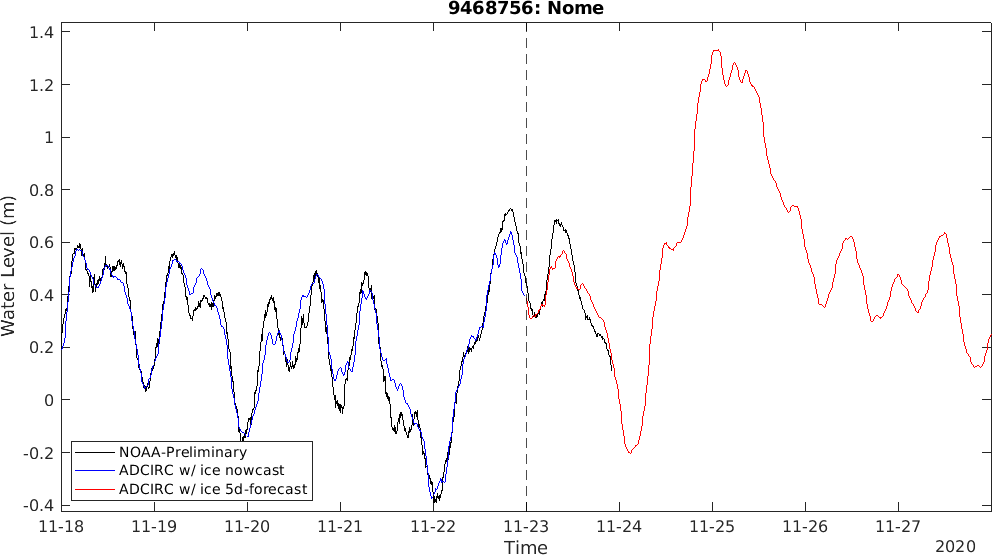 9468756: Nome
1.4
1.2
1
0.8
0.6
0.4
0.2
0
-0.2
-0.4
Water Level (m)
NOAA-Preliminary
ADCIRC w/ ice nowcast
ADCIRC w/ ice 5d-forecast
11-18 11-19 11-20 11-21 11-22 11-23 11-24 11-25 11-26 11-27
Time
2020